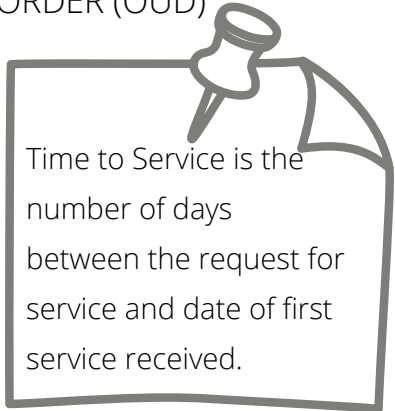 ORDER (OUD)
Time to Service is the
number of days
between the request for
service and date of first
service received.